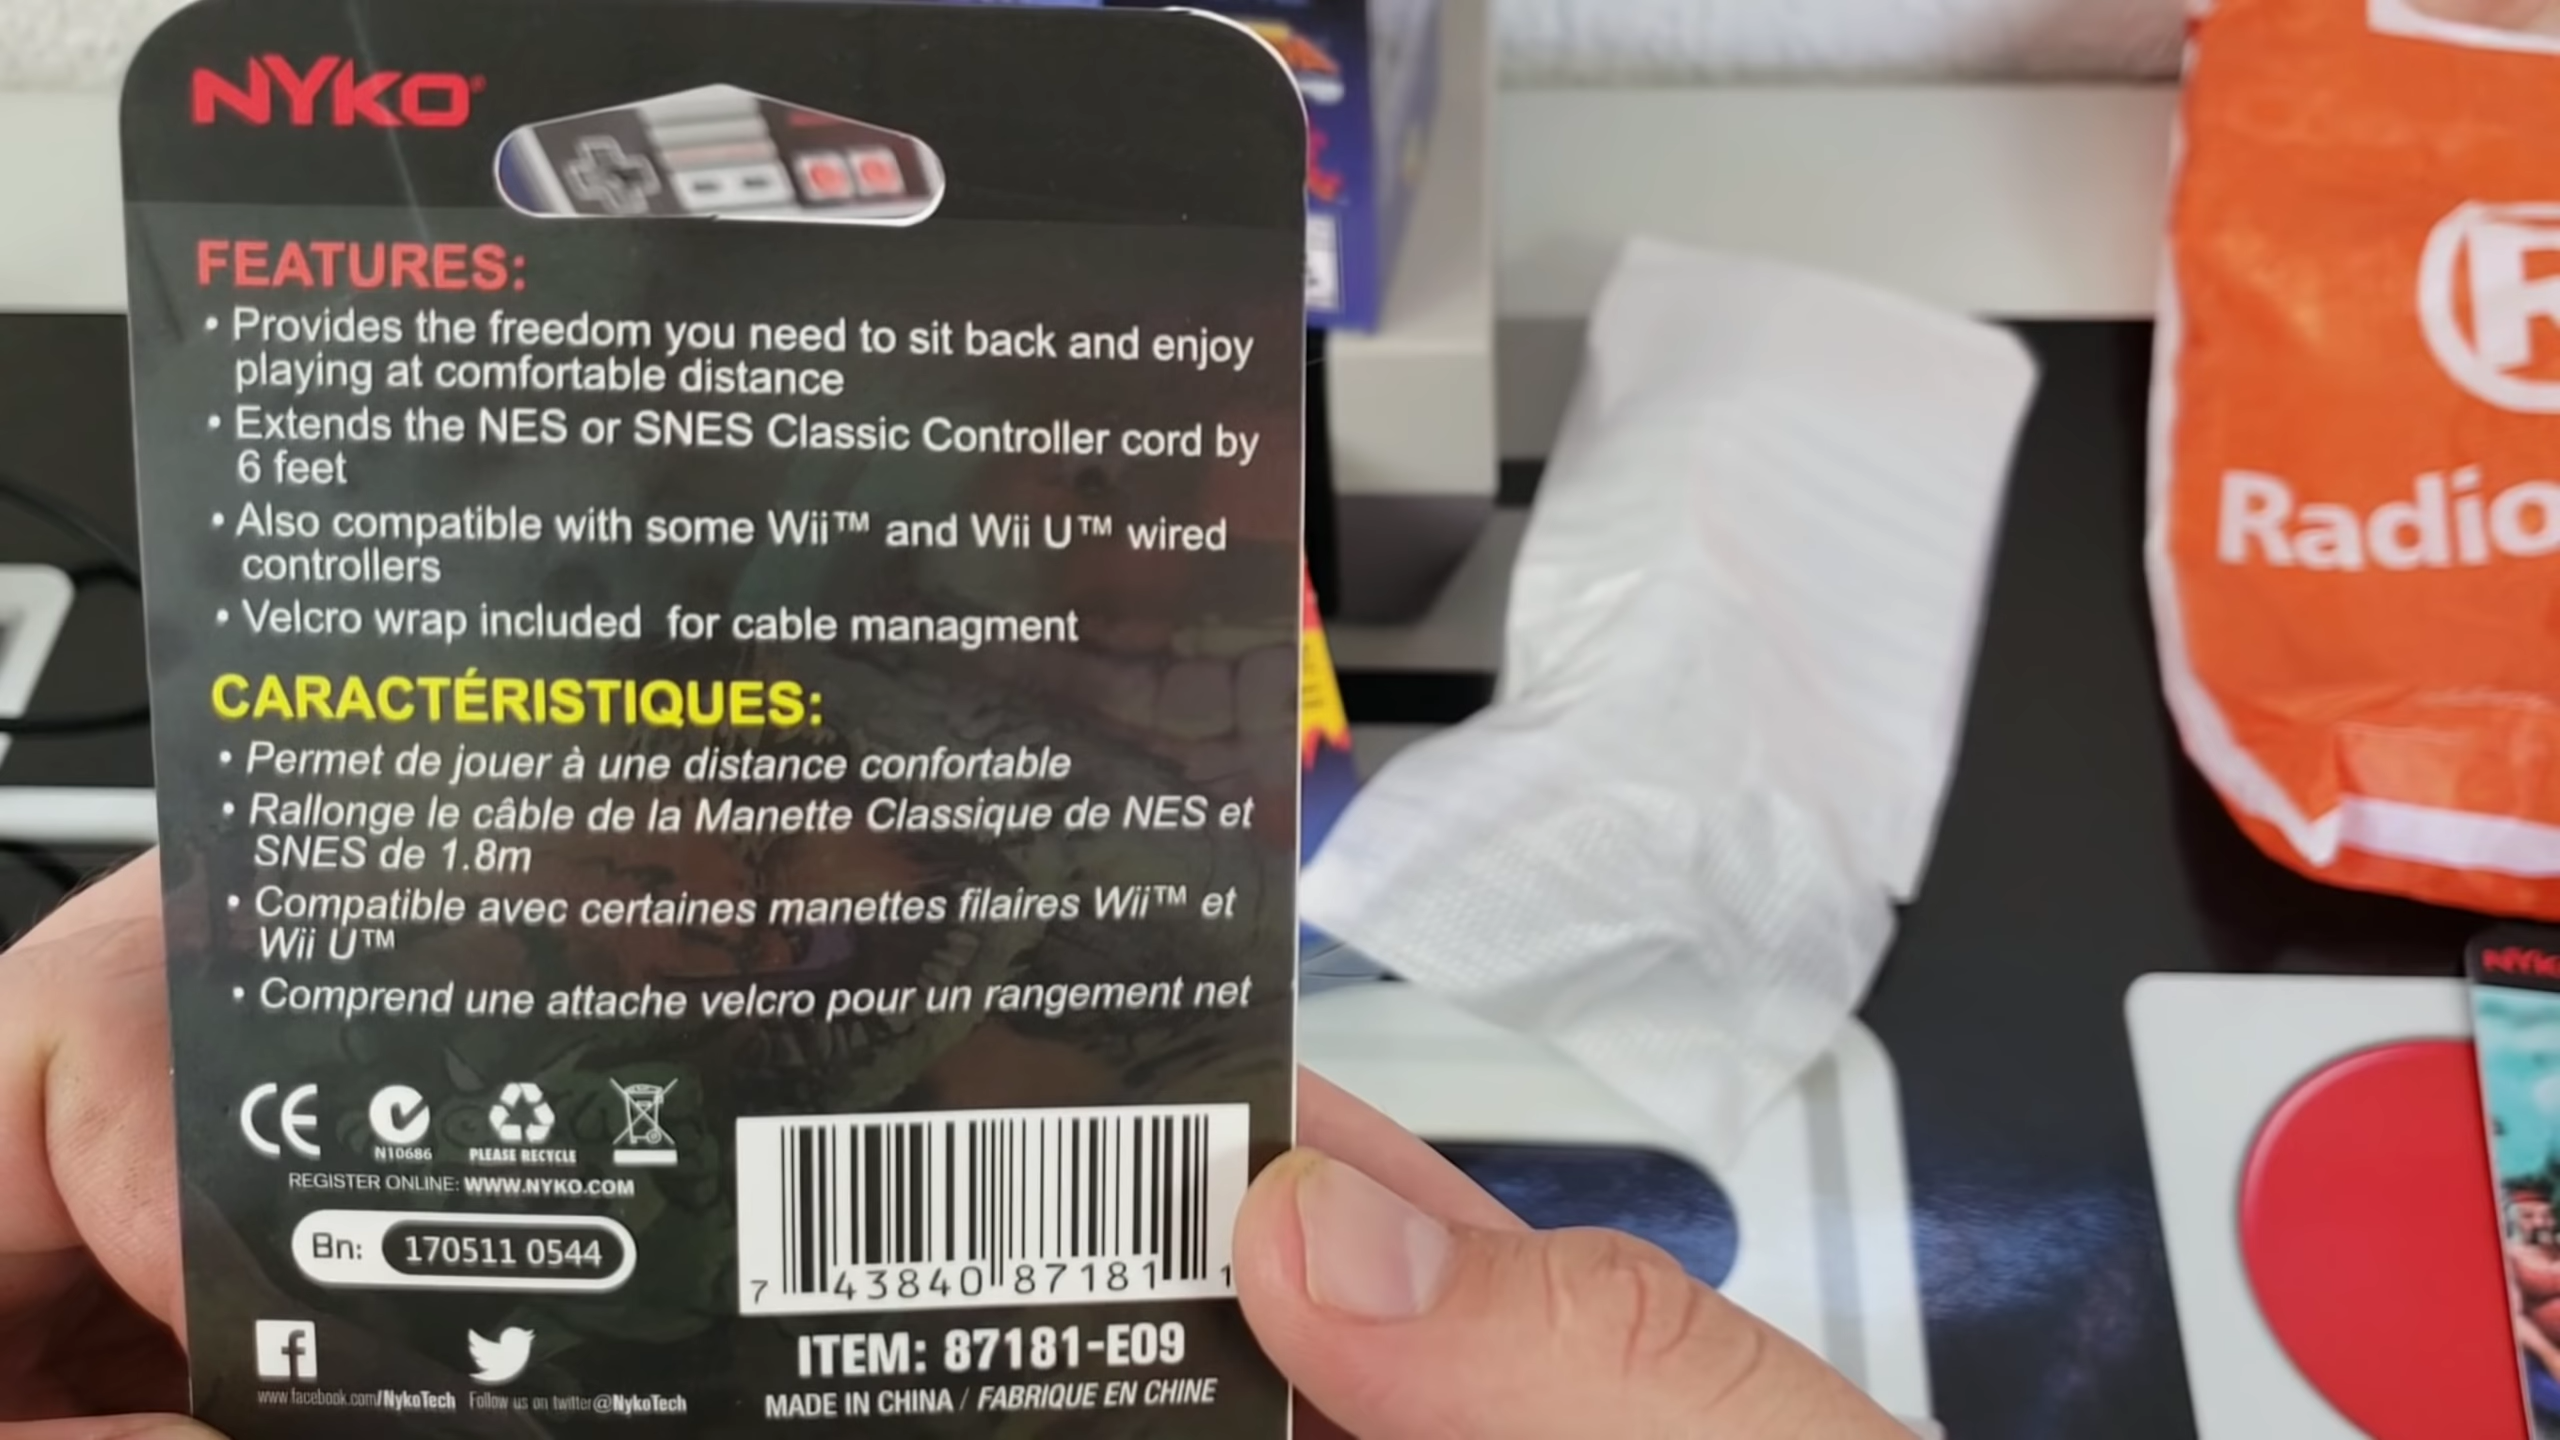 NYKO
FEATURES:
• Provides the freedom you need to sit back and enjoy
playing at comfortable distance
• Extends the NES or SNES Classic Controller cord by
6 feet
• Also compatible with some Wii™ and Wii U™ wired
controllers
• Velcro wrap included for cable managment
CARACTÉRISTIQUES:
• Permet de jouer à une distance confortable
• Rallonge le câble de la Manette Classique de NES et
SNES de 1.8m
• Compatible avec certaines manettes filaires Wii™ et
Wii U™
• Comprend une attache velcro pour un rangement net
CE
N10686
PLEASE RECYCLE
REGISTER ONLINE: WWW.NYKO.COM
Bn: 170511 0544
7 43840 87181 1
www.facebook.com/NykoTech Follow us on twitter@NykoTech
ITEM: 87181-E09
MADE IN CHINA / FABRIQUE EN CHINE
R
Radio
NYKO